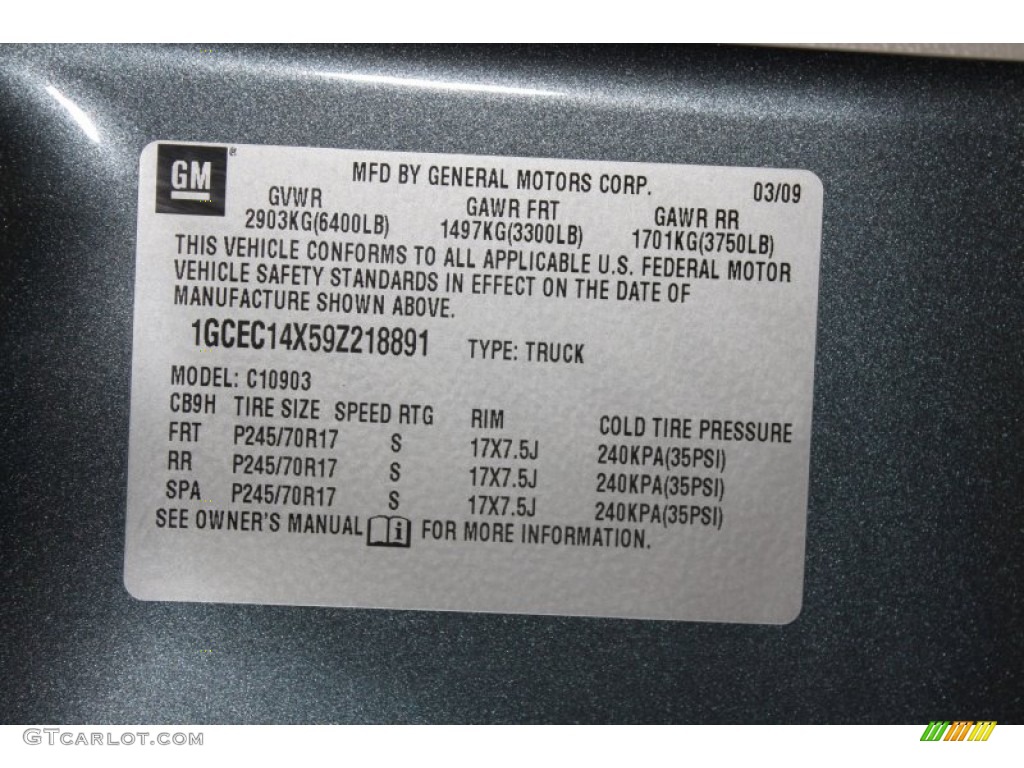 GM®
MFD BY GENERAL MOTORS CORP. 03/09
GVWR GAWR FRT GAWR RR
2903KG(6400LB) 1497KG(3300LB) 1701KG(3750LB)
THIS VEHICLE CONFORMS TO ALL APPLICABLE U.S. FEDERAL MOTOR
VEHICLE SAFETY STANDARDS IN EFFECT ON THE DATE OF
MANUFACTURE SHOWN ABOVE.
1GCEC14X59Z218891 TYPE: TRUCK
MODEL: C10903
CB9H TIRE SIZE SPEED RTG RIM COLD TIRE PRESSURE
FRT P245/70R17 S 17X7.5J 240KPA(35PSI)
RR P245/70R17 S 17X7.5J 240KPA(35PSI)
SPA P245/70R17 S 17X7.5J 240KPA(35PSI)
SEE OWNER'S MANUAL i FOR MORE INFORMATION.
GTCARLOT.COM